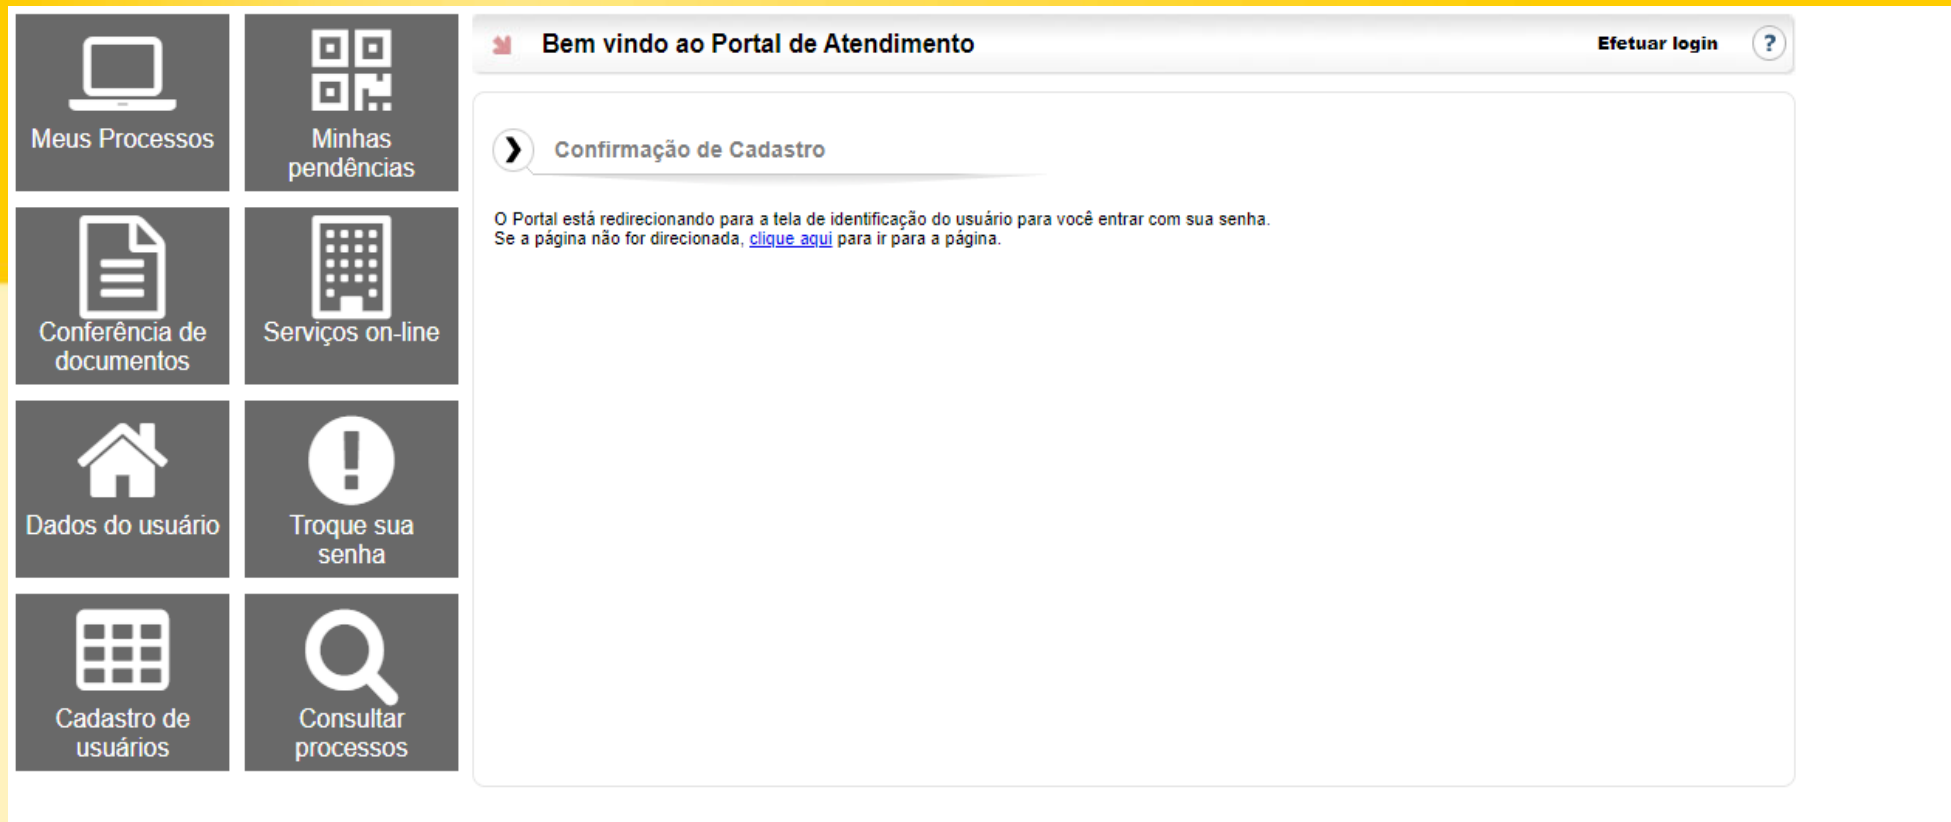 Meus Processos
Minhas
pendências
Conferência de
documentos
Serviços on-line
Dados do usuário
Troque sua
senha
Cadastro de
usuários
Consultar
processos
Bem vindo ao Portal de Atendimento
Efetuar login
?
Confirmação de Cadastro
O Portal está redirecionando para a tela de identificação do usuário para você entrar com sua senha.
Se a página não for direcionada, clique aqui para ir para a página.